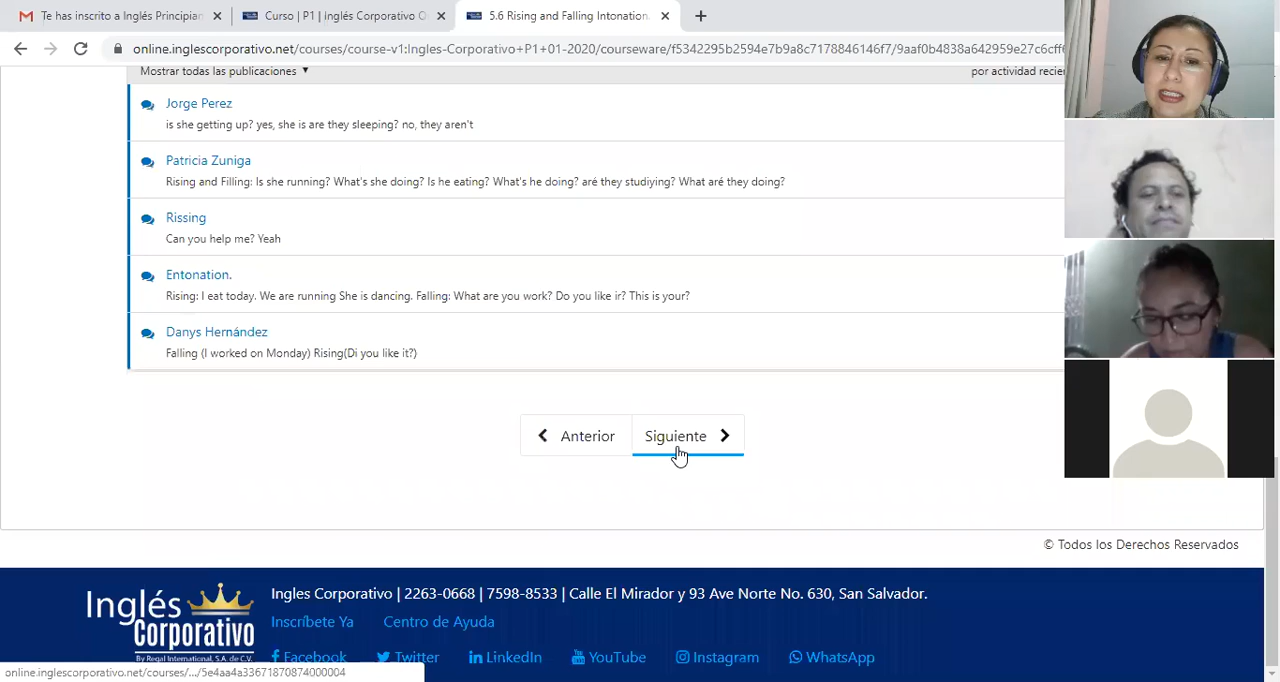 Te has inscrito a Inglés Principian
Curso | P1 | Inglés Corporativo O
5.6 Rising and Falling Intonation
online.inglescorporativo.net/courses/course-v1:Ingles-Corporativo+P1+01-2020/courseware/f5342295b2594e7b9a8c7178846146f7/9aaf0b4838a642959e27c6cff6
Mostrar todas las publicaciones
por actividad recien
Jorge Perez
is she getting up? yes, she is are they sleeping? no, they aren't
Patricia Zuniga
Rising and Filling: Is she running? What's she doing? Is he eating? What's he doing? aré they studiying? What aré they doing?
Rissing
Can you help me? Yeah
Entonation.
Rising: I eat today. We are running She is dancing. Falling: What are you work? Do you like ir? This is your?
Danys Hernández
Falling (I worked on Monday) Rising(Di you like it?)
Anterior Siguiente
© Todos los Derechos Reservados
Inglés Corporativo
By Regal International, S.A. de C.V.
Ingles Corporativo | 2263-0668 | 7598-8533 | Calle El Mirador y 93 Ave Norte No. 630, San Salvador.
Inscríbete Ya Centro de Ayuda
Facebook Twitter LinkedIn YouTube Instagram WhatsApp
online.inglescorporativo.net/courses/.../5e4aa4a33671870874000004